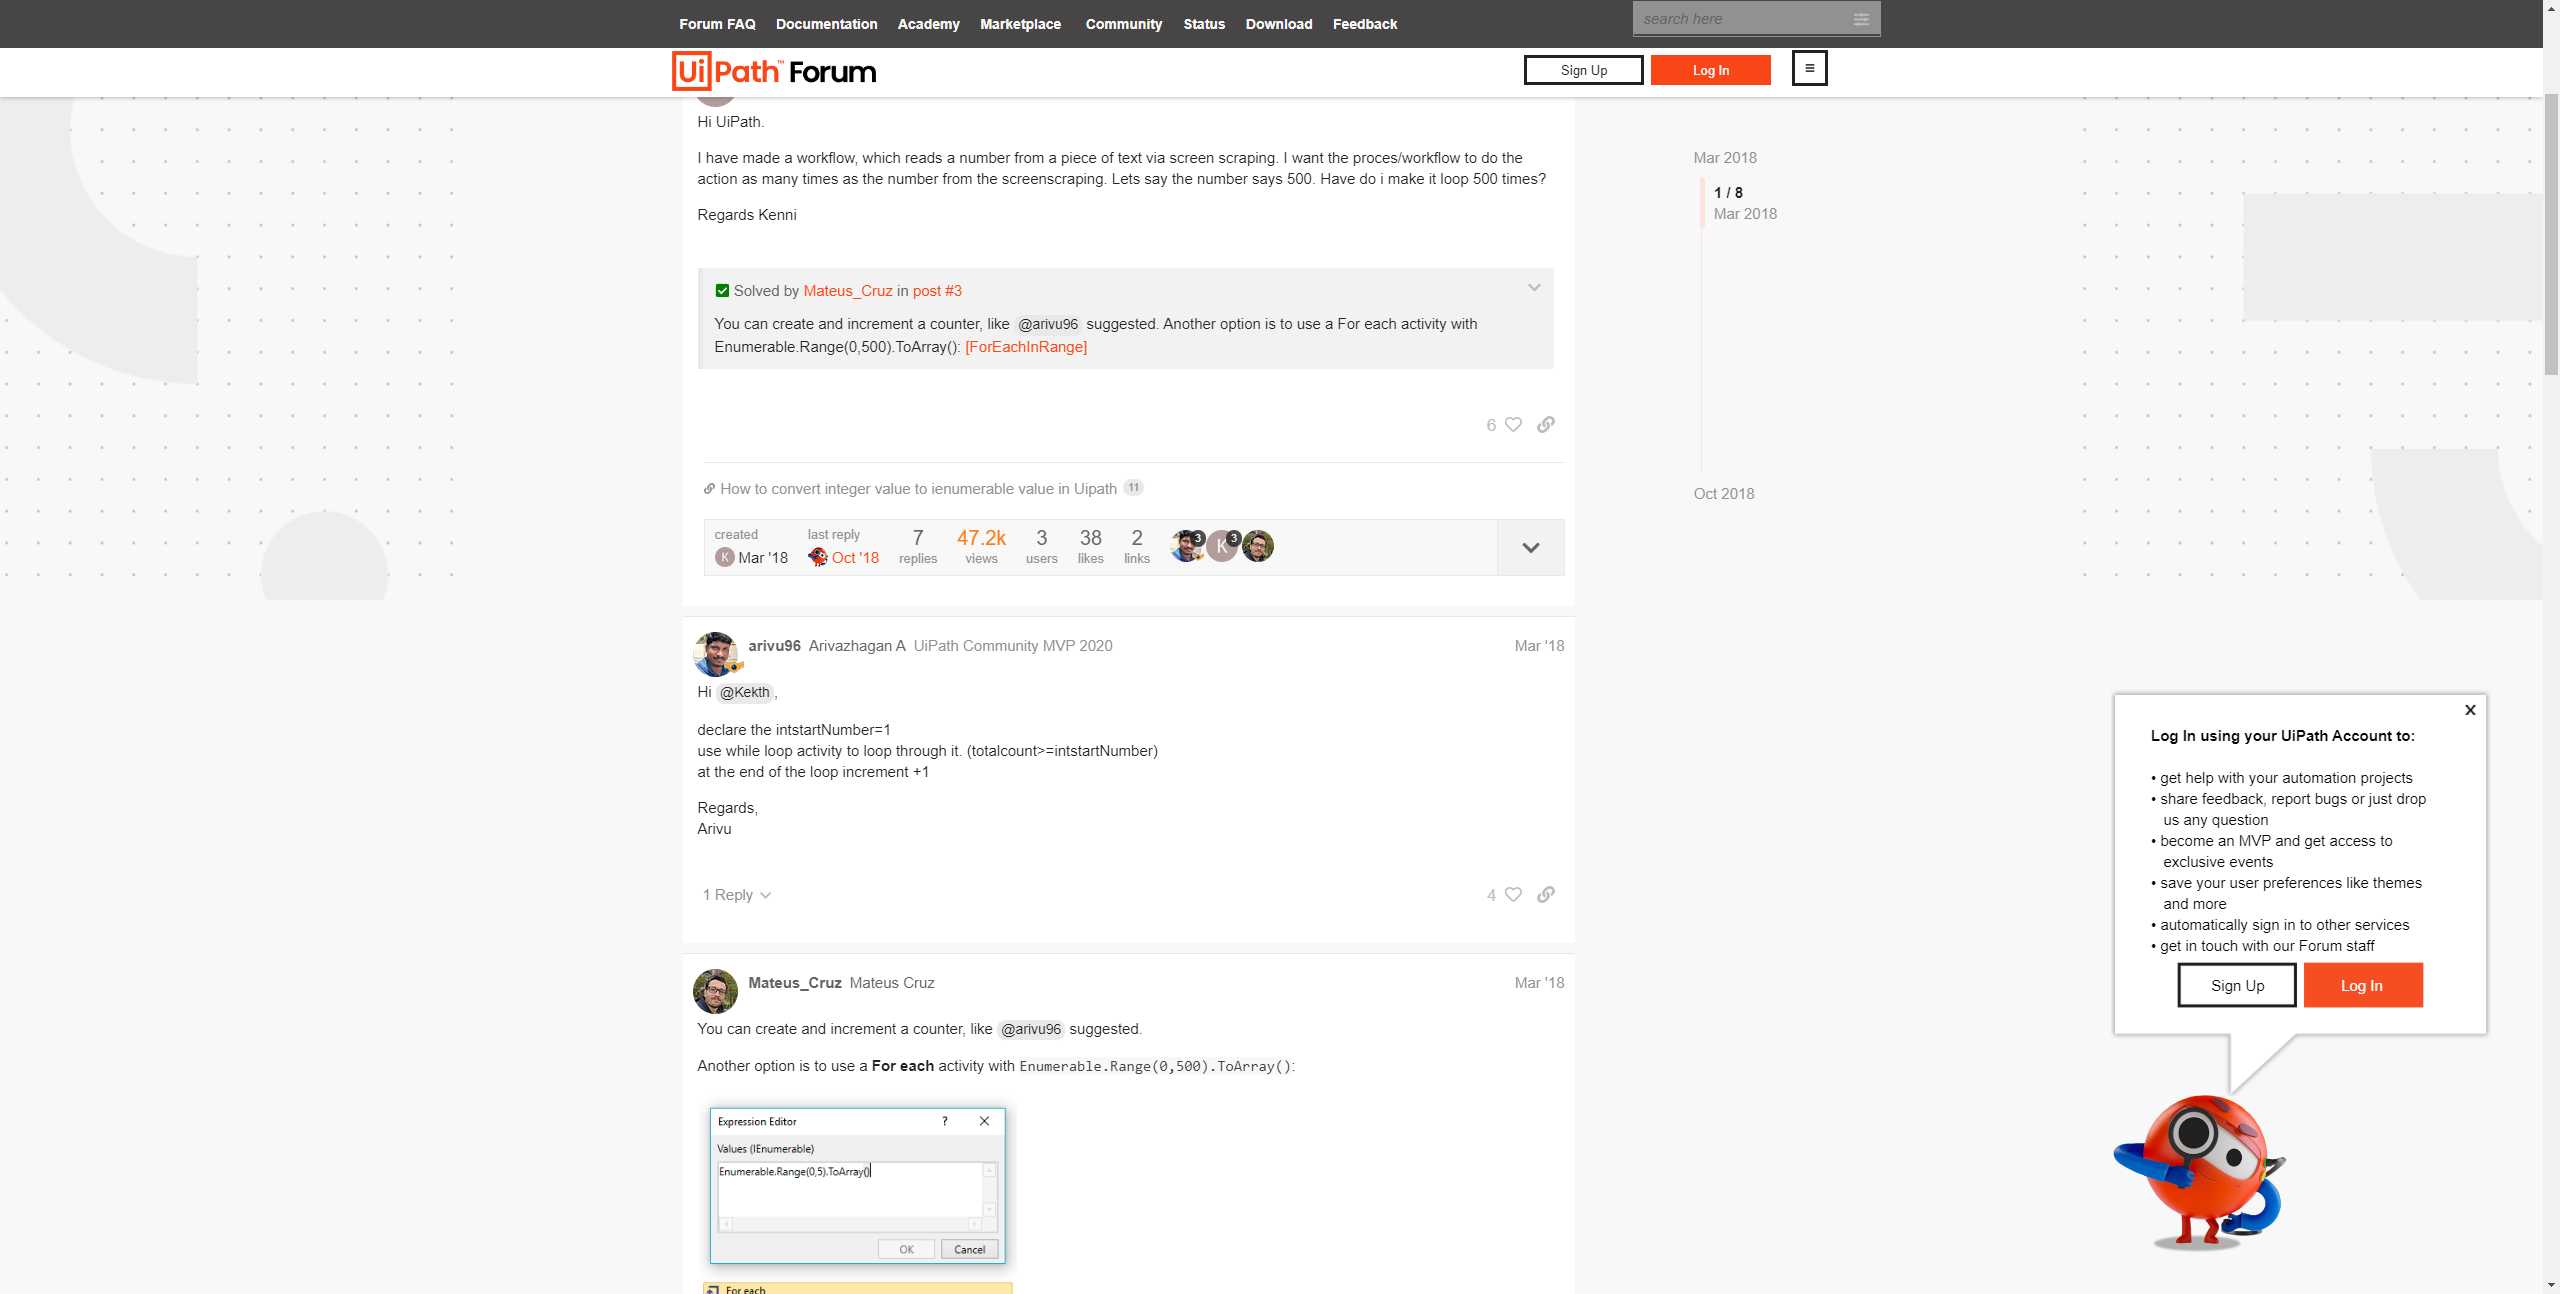 Forum FAQ Documentation Academy Marketplace Community Status Download Feedback
search here
UiPath™ Forum
Sign Up
Log In
Hi UiPath.
I have made a workflow, which reads a number from a piece of text via screen scraping. I want the proces/workflow to do the
action as many times as the number from the screenscraping. Lets say the number says 500. Have do i make it loop 500 times?
Regards Kenni
Solved by Mateus_Cruz in post #3
You can create and increment a counter, like @arivu96 suggested. Another option is to use a For each activity with
Enumerable.Range(0,500).ToArray(): [ForEachInRange]
6
How to convert integer value to ienumerable value in Uipath 11
created
K Mar '18
last reply
Oct '18
7
replies
47.2k
views
3
users
38
likes
2
links
3
K 3
Mar 2018
1 / 8
Mar 2018
Oct 2018
arivu96 Arivazhagan A UiPath Community MVP 2020
Mar '18
Hi @Kekth,
declare the intstartNumber=1
use while loop activity to loop through it. (totalcount>=intstartNumber)
at the end of the loop increment +1
Regards,
Arivu
1 Reply
4
Mateus_Cruz Mateus Cruz
Mar '18
You can create and increment a counter, like @arivu96 suggested.
Another option is to use a For each activity with Enumerable.Range(0,500).ToArray():
Expression Editor ?
Values (IEnumerable)
Enumerable.Range(0,5).ToArray()
OK Cancel
For each
x
Log In using your UiPath Account to:
• get help with your automation projects
• share feedback, report bugs or just drop
us any question
• become an MVP and get access to
exclusive events
• save your user preferences like themes
and more
• automatically sign in to other services
• get in touch with our Forum staff
Sign Up
Log In